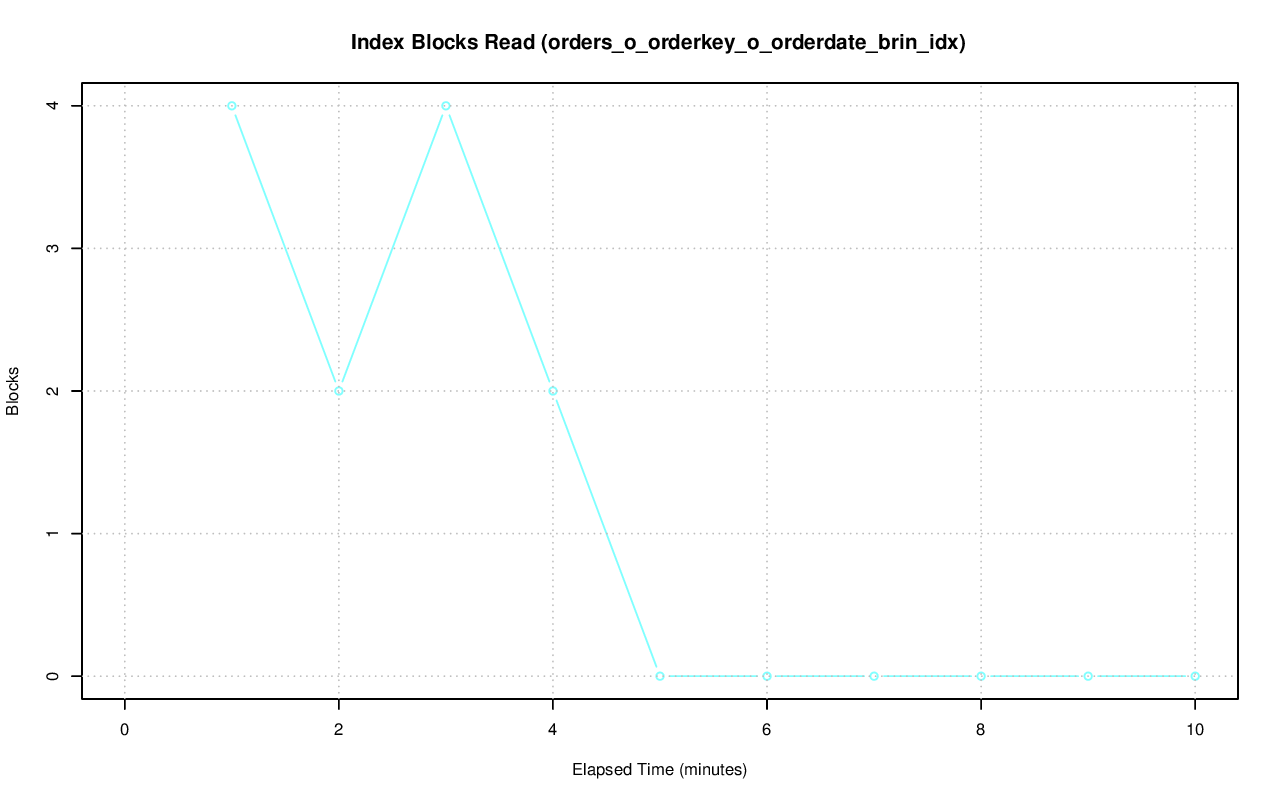 Index Blocks Read (orders_o_orderkey_o_orderdate_brin_idx)
4
3
2
1
0
Blocks
0 2 4 6 8 10
Elapsed Time (minutes)